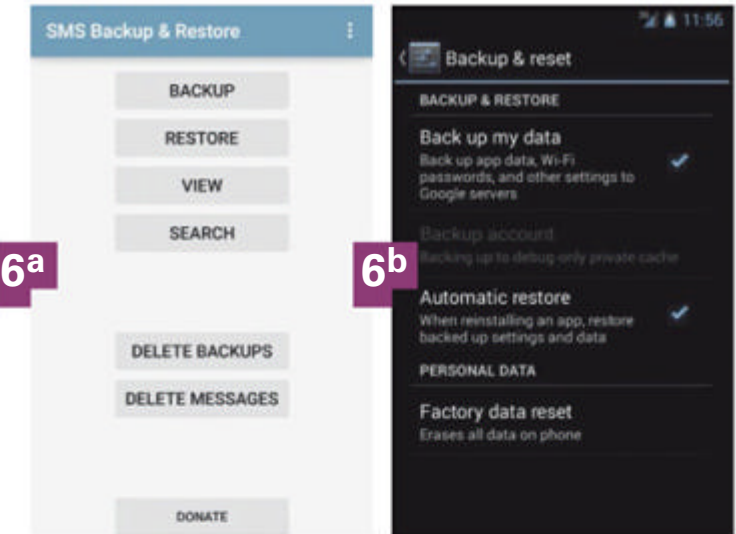 SMS Backup & Restore
BACKUP
RESTORE
VIEW
SEARCH
6a
DELETE BACKUPS
DELETE MESSAGES
DONATE
11:56
Backup & reset
BACKUP & RESTORE
Back up my data
Back up app data, Wi-Fi
passwords, and other settings to
Google servers
Backup account
Backing up to debug-only private cache
6b
Automatic restore
When reinstalling an app, restore
backed up settings and data
PERSONAL DATA
Factory data reset
Erases all data on phone